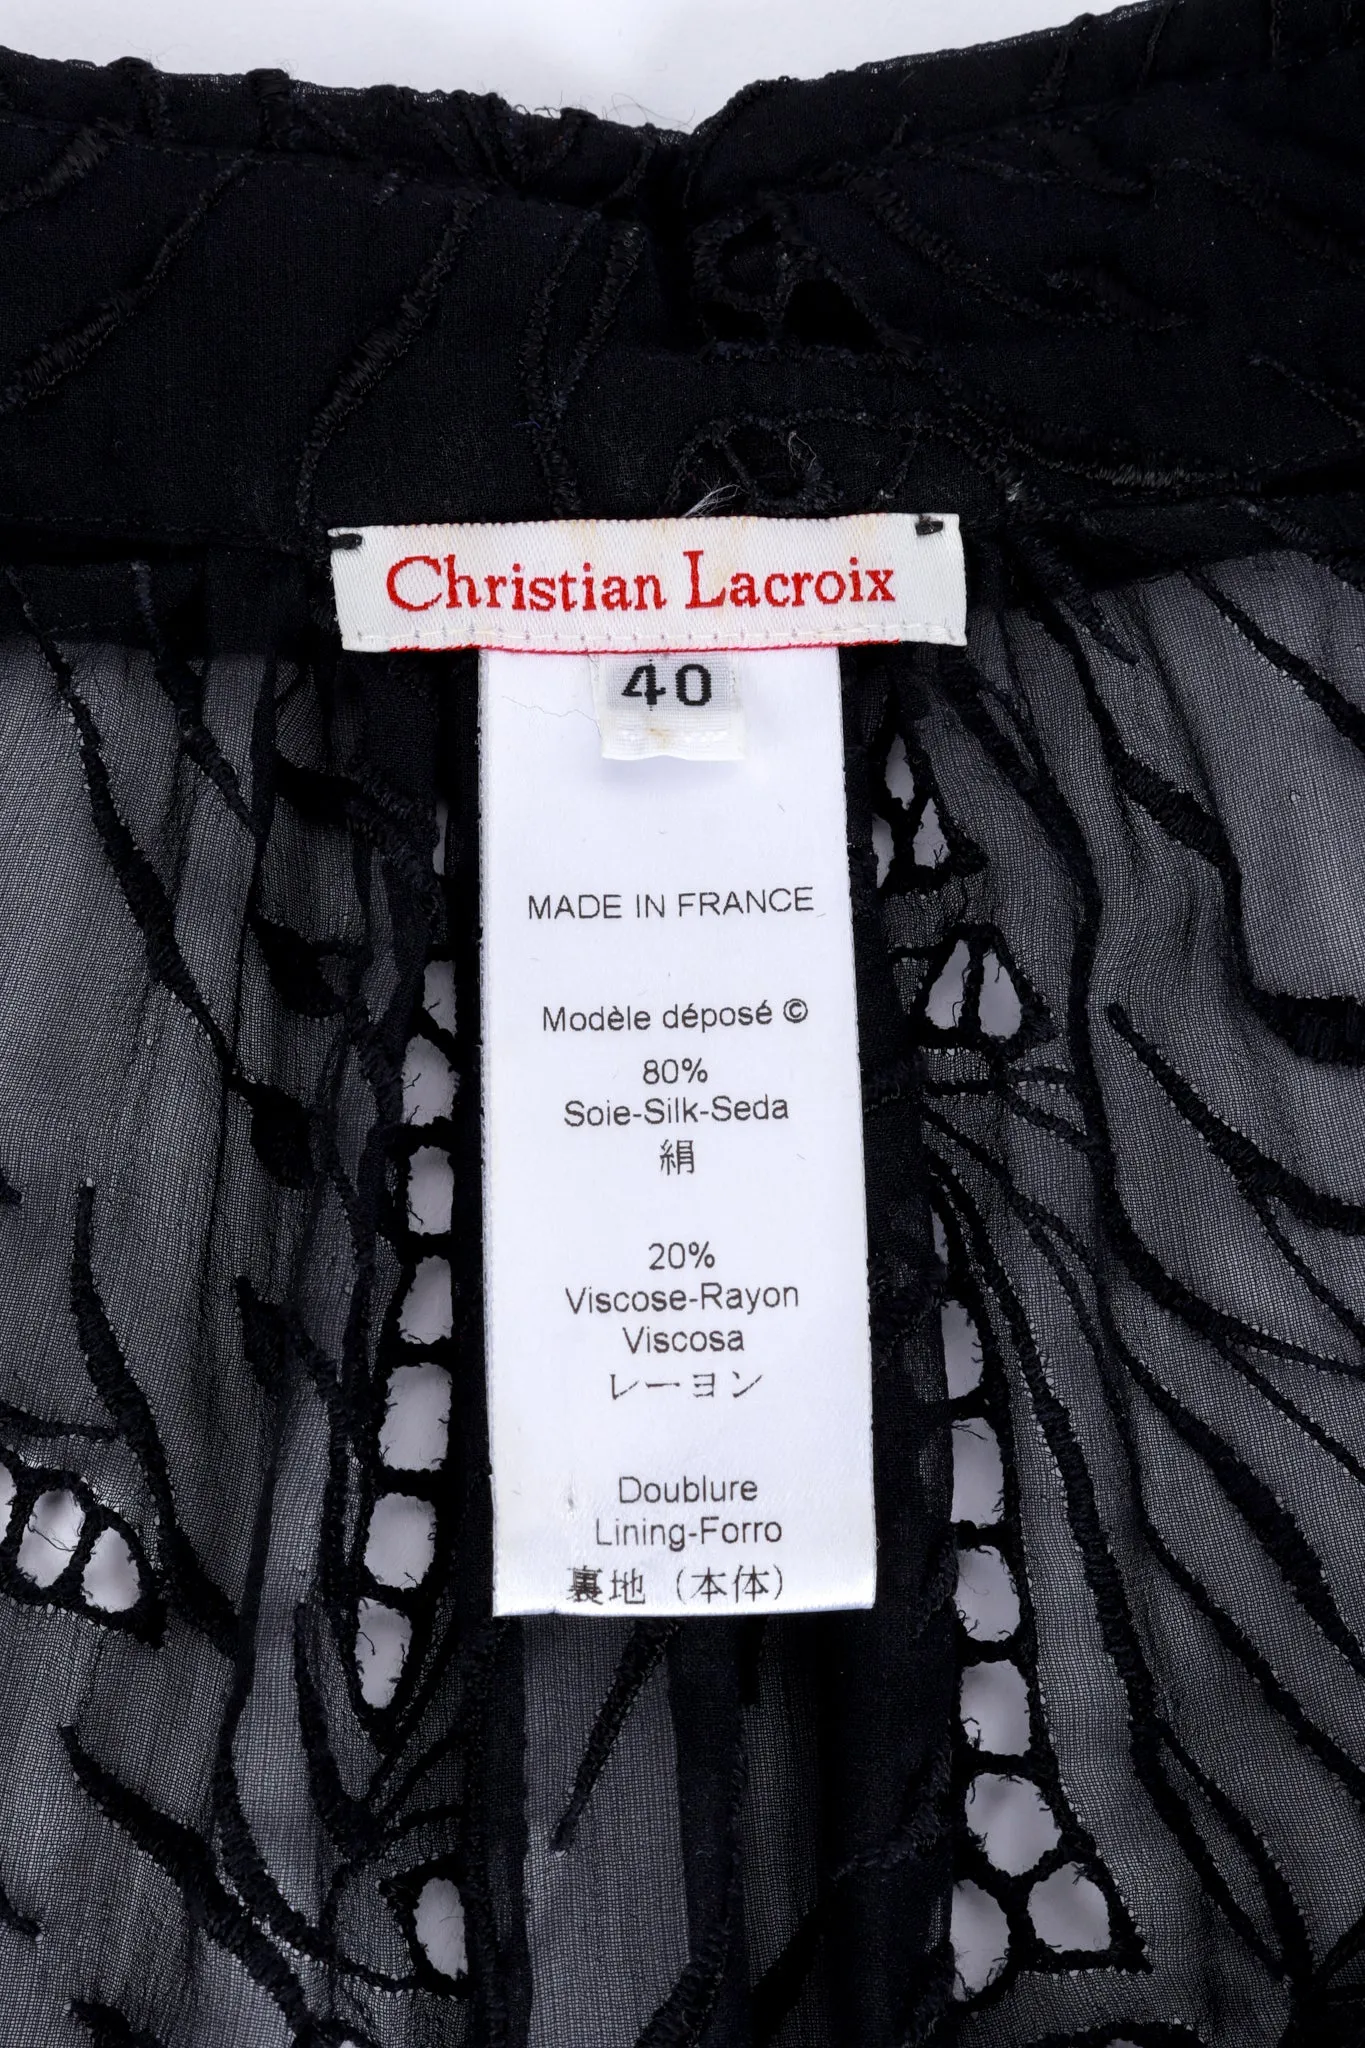 Christian Lacroix
40
MADE IN FRANCE
Modèle déposé ©
80%
Soie-Silk-Seda
絹
20%
Viscose-Rayon
Viscosa
レーヨン
Doublure
Lining-Forro
裏地（本体）